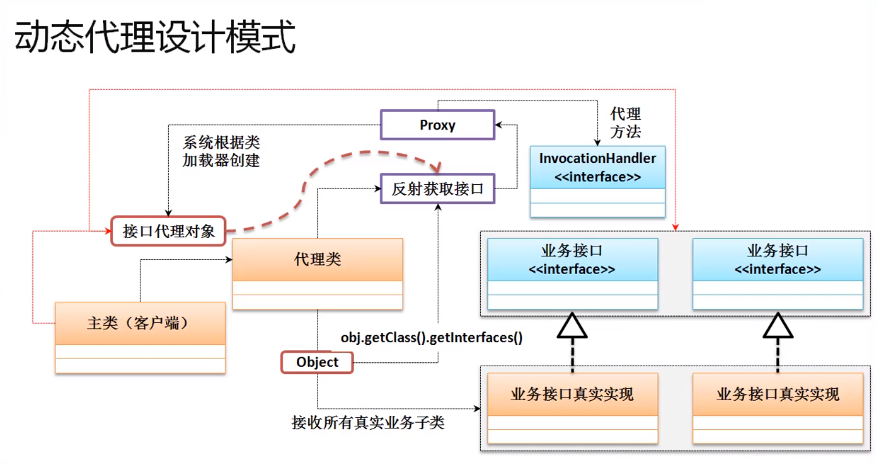 动态代理设计模式
Proxy
代理
方法
系统根据类
加载器创建
InvocationHandler
<<interface>>
反射获取接口
接口代理对象
代理类
业务接口
<<interface>>
业务接口
<<interface>>
主类（客户端）
obj.getClass().getInterfaces()
Object
业务接口真实实现
业务接口真实实现
接收所有真实业务子类